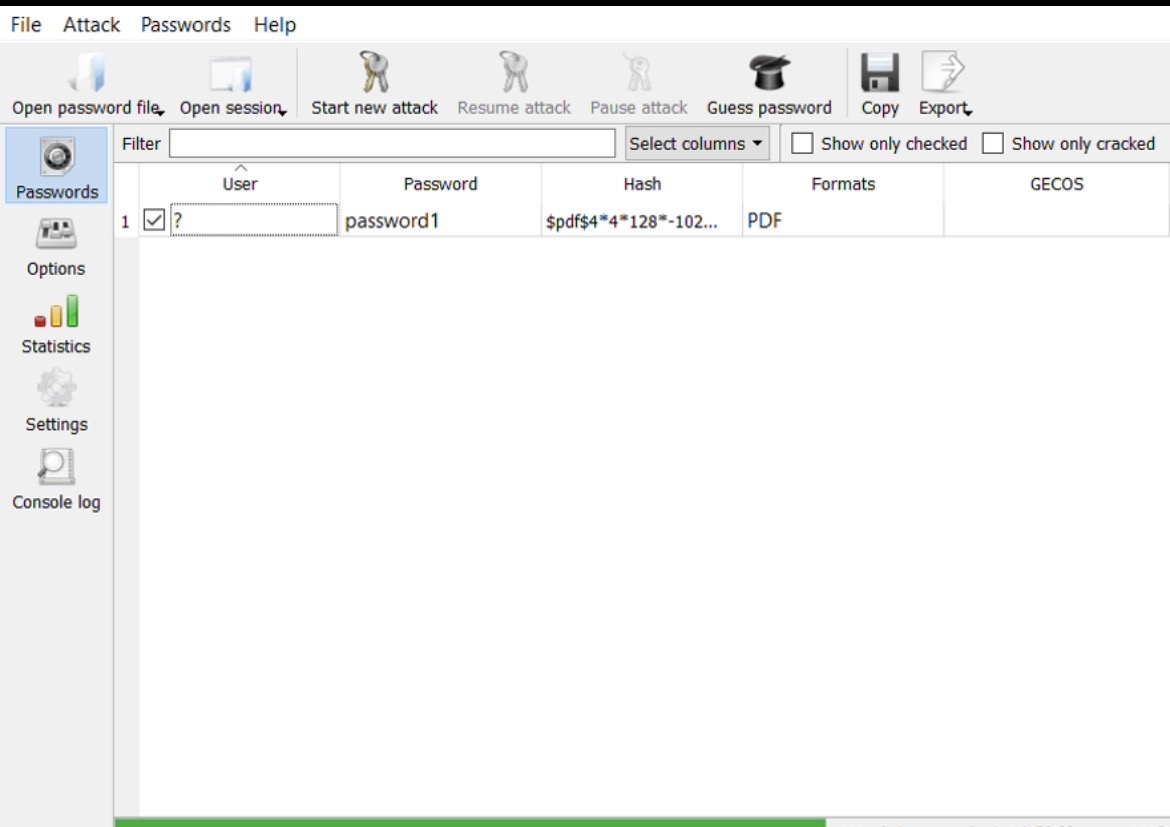 File Attack Passwords Help
Open password file Open session Start new attack Resume attack Pause attack Guess password Copy Export
Passwords
Options
Statistics
Settings
Console log
Filter Select columns Show only checked Show only cracked
User Password Hash Formats GECOS
1 ? password1 $pdf$4*4*128*-102... PDF